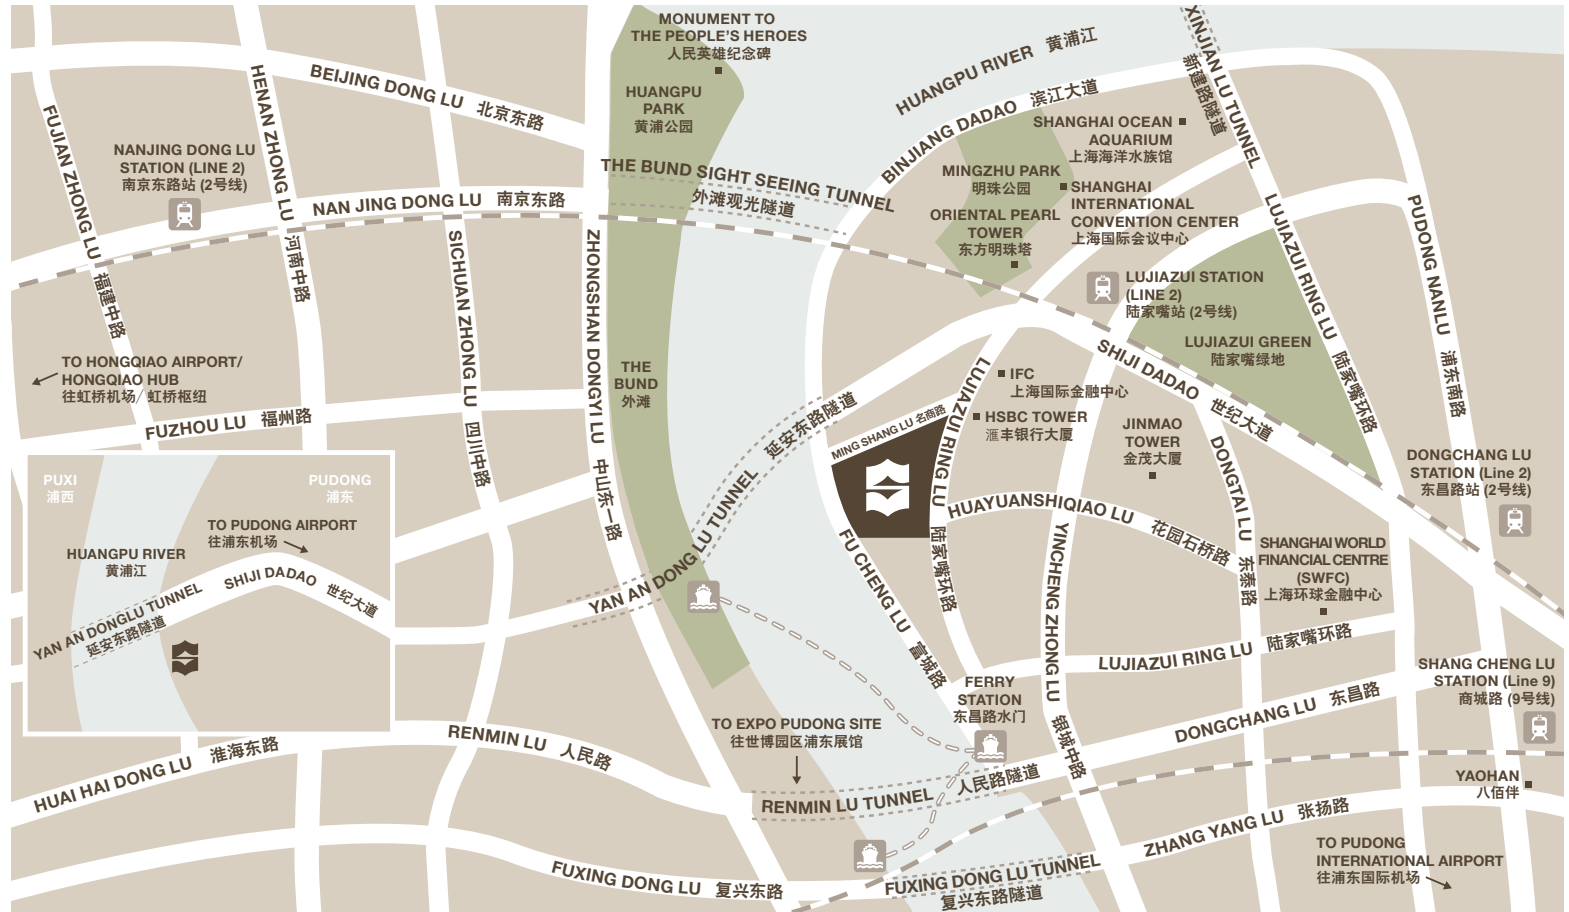 MONUMENT TO
THE PEOPLE'S HEROES
人民英雄纪念碑
HUANGPU
PARK
黄浦公园
HUANGPU RIVER 黄浦江
XINJIAN LU TUNNEL
新建路隧道
BEIJING DONG LU 北京东路
HENAN ZHONG LU 河南中路
FUJIAN ZHONG LU 福建中路
NANJING DONG LU
STATION (LINE 2)
南京东路站 (2号线)
NAN JING DONG LU 南京东路
THE BUND SIGHT SEEING TUNNEL
外滩观光隧道
BINJIANG DADAO 滨江大道
SHANGHAI OCEAN
AQUARIUM
上海海洋水族馆
MINGZHU PARK
明珠公园
SHANGHAI
INTERNATIONAL
CONVENTION CENTER
上海国际会议中心
ORIENTAL PEARL
TOWER
东方明珠塔
LUJIAZUI STATION
(LINE 2)
陆家嘴站 (2号线)
LUJIAZUI RING LU 陆家嘴环路
PUDONG NANLU 浦东南路
LUJIAZUI GREEN
陆家嘴绿地
SICHUAN ZHONG LU 四川中路
ZHONGSHAN DONGYI LU 中山东一路
TO HONGQIAO AIRPORT/
HONGQIAO HUB
往虹桥机场/ 虹桥枢纽
THE
BUND
外滩
FUZHOU LU 福州路
SHIJI DADAO 世纪大道
IFC
上海国际金融中心
HSBC TOWER
滙丰银行大厦
LUJIAZUI RING LU 陆家嘴环路
MING SHANG LU 名商路
JINMAO
TOWER
金茂大厦
DONGTAI LU 东泰路
DONGCHANG LU
STATION (Line 2)
东昌路站 (2号线)
YAN AN DONG LU TUNNEL 延安东路隧道
HUAYUANSHIQIAO LU 花园石桥路
FU CHENG LU 富城路
YINCHENG ZHONG LU 银城中路
SHANGHAI WORLD
FINANCIAL CENTRE
(SWFC)
上海环球金融中心
LUJIAZUI RING LU 陆家嘴环路
SHANG CHENG LU
STATION (Line 9)
商城路 (9号线)
PUXI
浦西
PUDONG
浦东
TO PUDONG AIRPORT
往浦东机场
HUANGPU RIVER
黄浦江
SHIJI DADAO 世纪大道
YAN AN DONGLU TUNNEL
延安东路隧道
FERRY
STATION
东昌路水门
DONGCHANG LU 东昌路
TO EXPO PUDONG SITE
往世博园区浦东展馆
RENMIN LU 人民路
HUAI HAI DONG LU 淮海东路
RENMIN LU TUNNEL 人民路隧道
YAOHAN
八佰伴
ZHANG YANG LU 张扬路
TO PUDONG
INTERNATIONAL AIRPORT
往浦东国际机场
FUXING DONG LU 复兴东路
FUXING DONG LU TUNNEL
复兴东路隧道